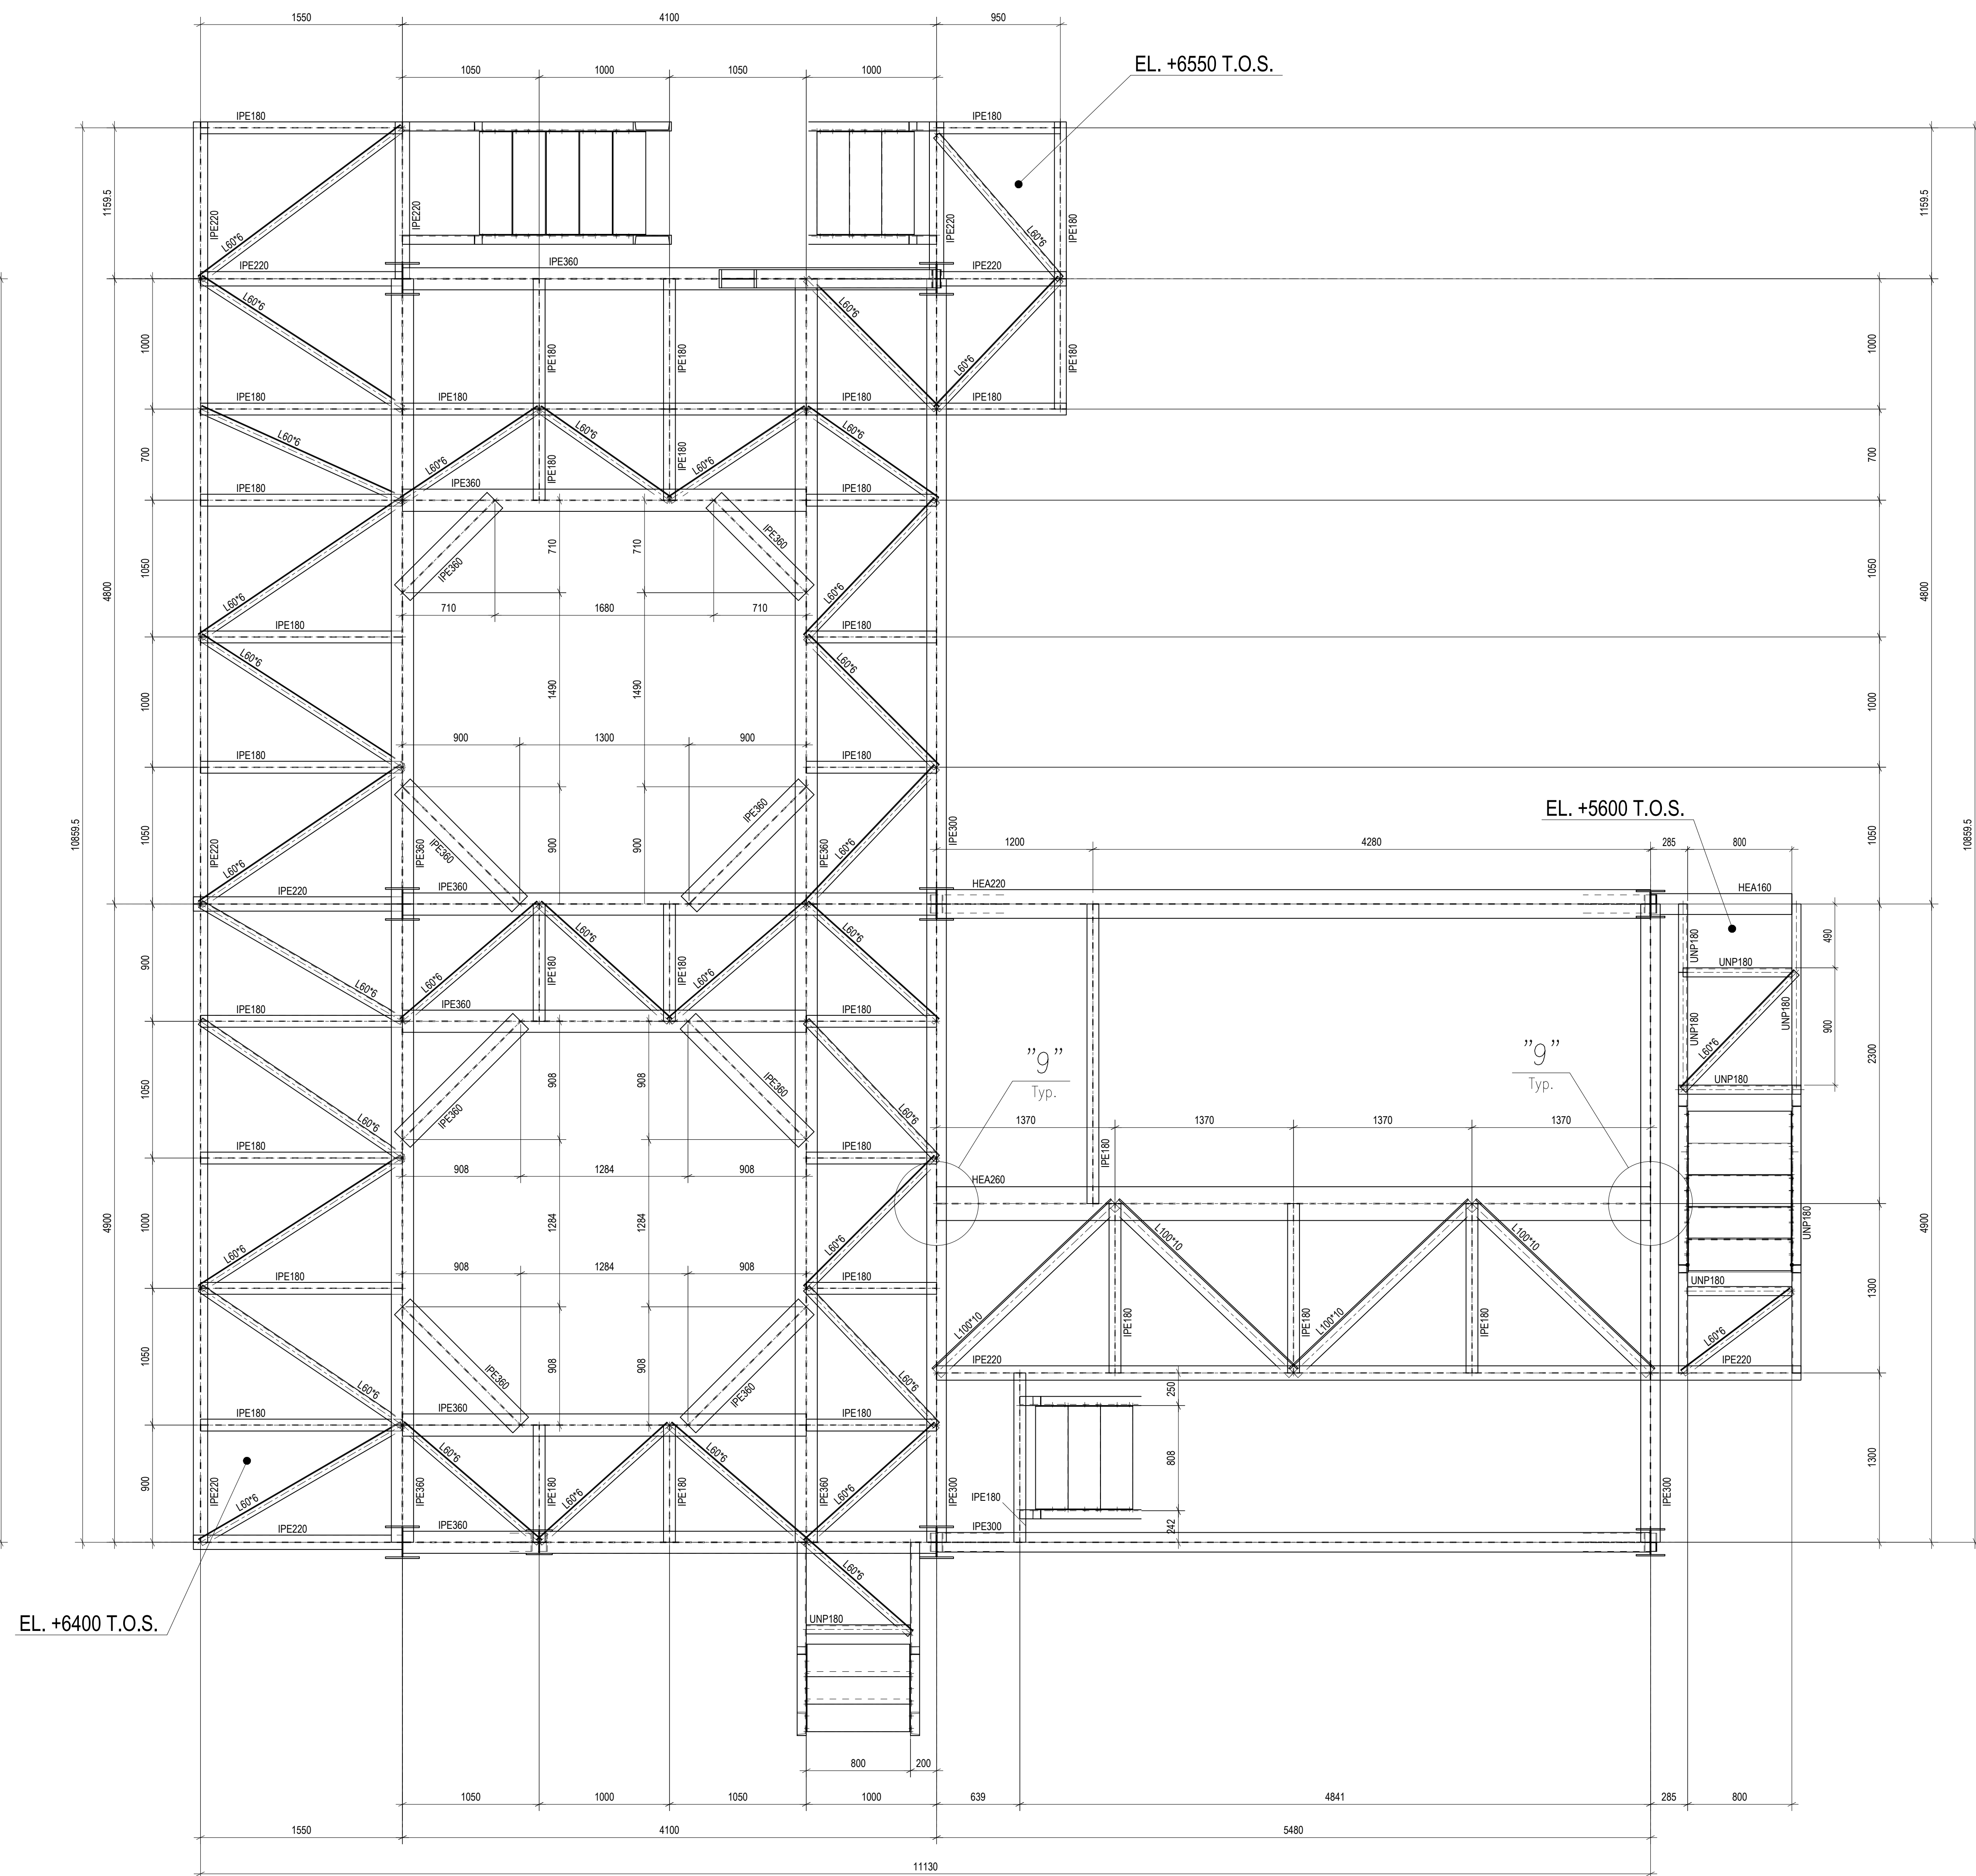 1550
4100
950
1050
1000
1050
1000
EL. +6550 T.O.S.
IPE180
IPE180
1159.5
IPE220
L60*6
IPE220
IPE220
L60*6
IPE180
1159.5
IPE220
IPE360
IPE220
L60*6
L60*6
L60*6
1000
IPE180
IPE180
IPE180
1000
IPE180
IPE180
IPE180
IPE180
L60*6
L60*6
L60*6
L60*6
L60*6
700
IPE180
IPE180
700
IPE180
IPE360
IPE180
710
710
IPE360
IPE360
1050
1050
4800
4800
L60*6
L60*6
710
1680
710
IPE180
IPE180
L60*6
L60*6
1000
1490
1490
1000
900
1300
900
IPE180
IPE180
EL. +5600 T.O.S.
10859.5
10859.5
1050
IPE220
L60*6
IPE360
IPE360
900
900
IPE360
IPE360
L60*6
IPE300
1050
1200
4280
285
800
IPE220
IPE360
HEA220
HEA160
490
UNP180
UNP180
900
L60*6
L60*6
L60*6
IPE180
IPE180
L60*6
L60*6
IPE180
IPE360
IPE180
UNP180
UNP180
L60*6
900
2300
UNP180
"9"
Typ.
"9"
Typ.
1050
L60*6
IPE360
908
908
IPE360
L60*6
1370
1370
1370
1370
IPE180
IPE180
IPE180
908
1284
908
HEA260
4900
4900
1000
L60*6
1284
1284
L60*6
L100*10
L100*10
UNP180
908
1284
908
IPE180
IPE180
UNP180
1300
L100*10
IPE180
IPE180
L100*10
IPE180
L60*6
1050
L60*6
IPE360
908
908
IPE360
L60*6
IPE220
IPE220
250
IPE180
IPE360
IPE180
900
IPE220
L60*6
IPE360
L60*6
IPE180
L60*6
IPE180
L60*6
IPE360
L60*6
IPE300
IPE180
808
1300
IPE300
IPE220
IPE360
IPE300
242
L60*6
EL. +6400 T.O.S.
UNP180
800
200
1050
1000
1050
1000
639
4841
285
800
1550
4100
5480
11130